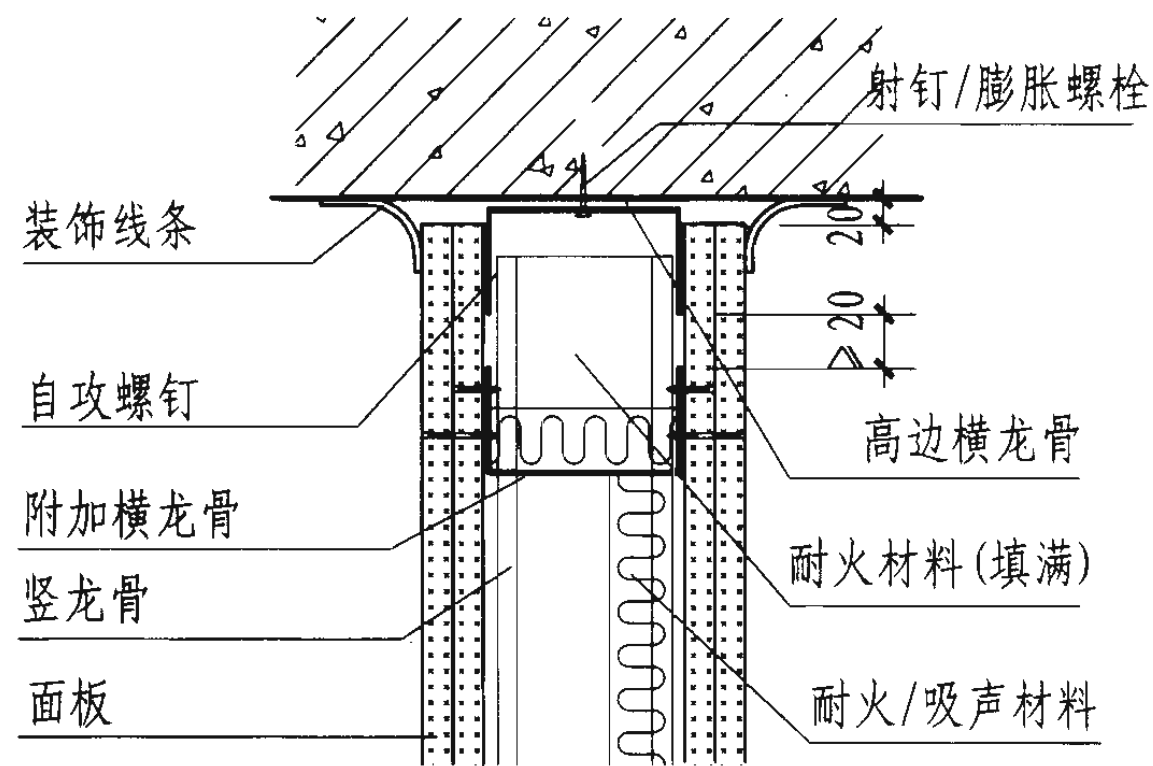 射钉/膨胀螺栓
装饰线条
20
≥20
自攻螺钉
高边横龙骨
附加横龙骨
耐火材料(填满)
竖龙骨
面板
耐火/吸声材料